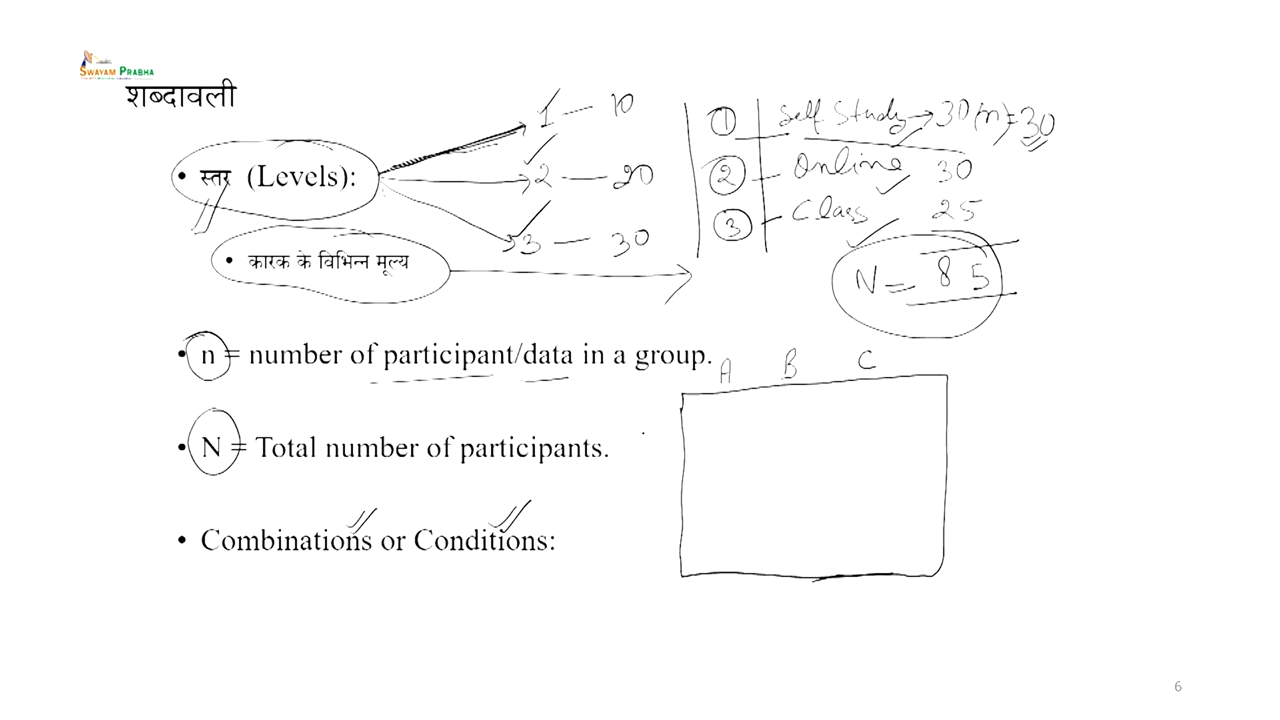 SWAYAM PRABHA
शब्दावली
• स्तर (Levels):
1 — 10
2 — 20
3 — 30
① Self Study → 30 (n) = 30
② – Online 30
③ – Class 25
N = 85
• कारक के विभिन्न मूल्य
• n = number of participant/data in a group.
A B C
• N = Total number of participants.
• Combinations or Conditions:
6